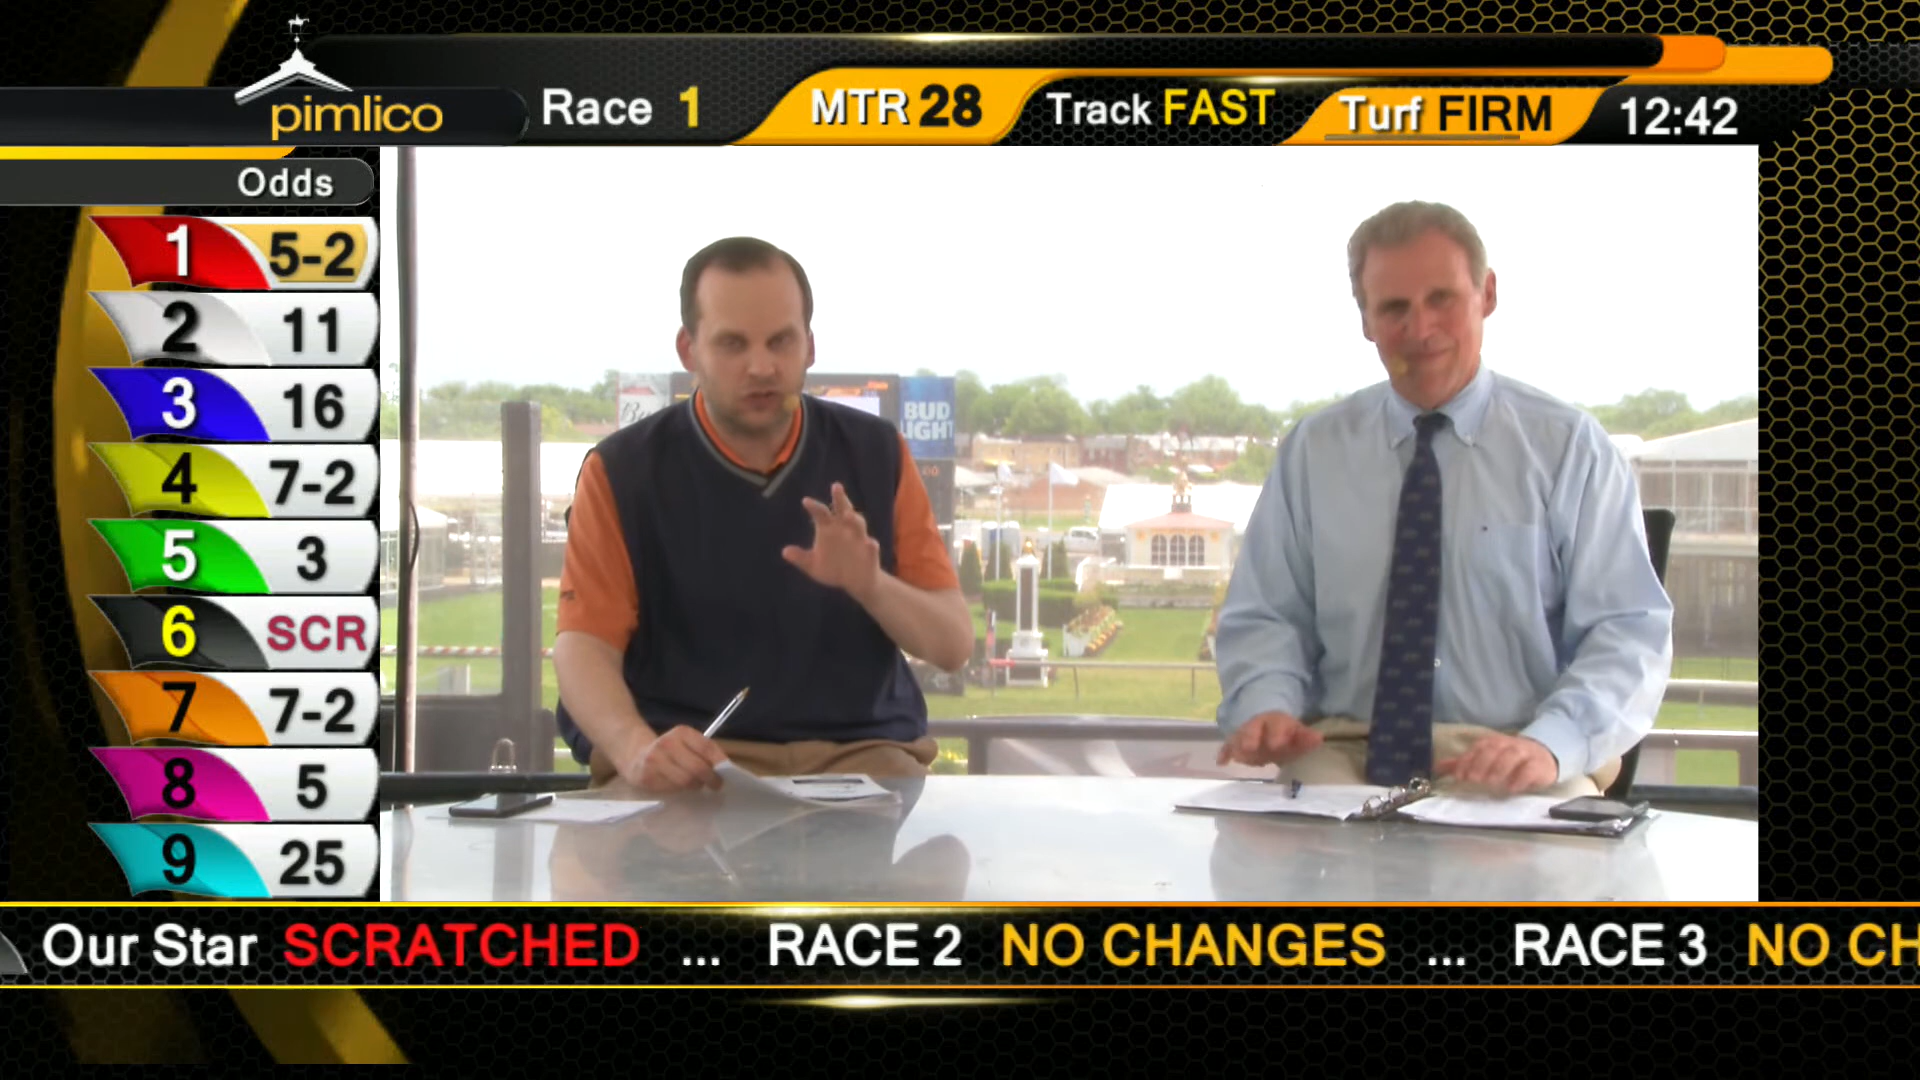 pimlico
Race 1
MTR 28
Track FAST
Turf FIRM
12:42
Odds
1 5-2
2 11
3 16
4 7-2
5 3
6 SCR
7 7-2
8 5
9 25
BUD
LIGHT
Our Star SCRATCHED ... RACE 2 NO CHANGES ... RACE 3 NO CH